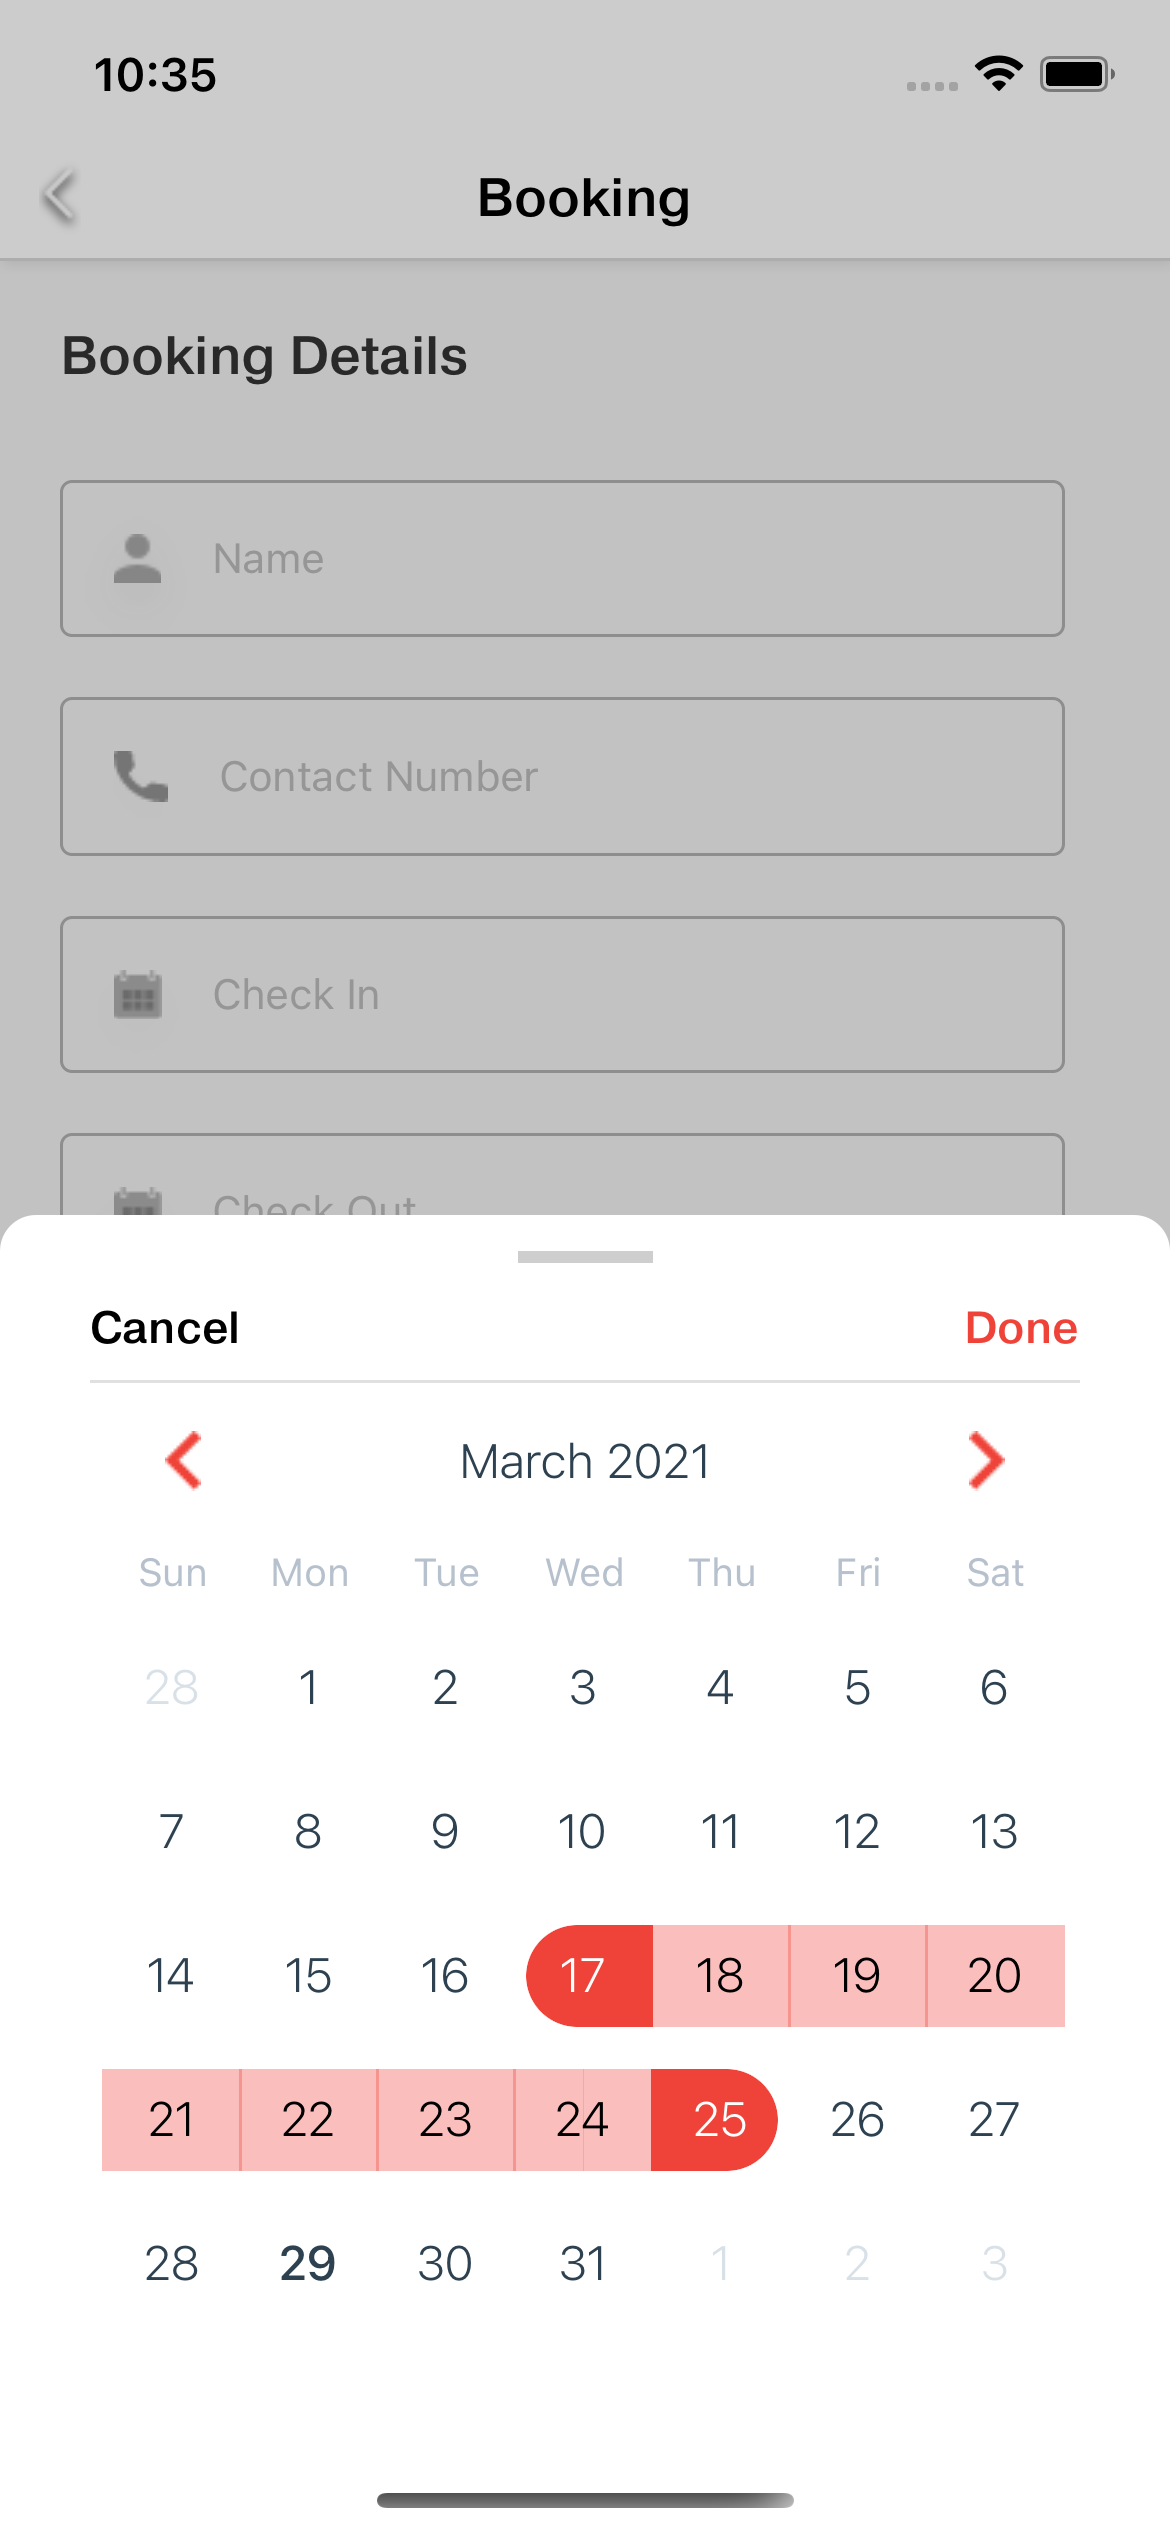 10:35
Booking
Booking Details
Name
Contact Number
Check In
Check Out
Cancel Done
March 2021
Sun Mon Tue Wed Thu Fri Sat
28 1 2 3 4 5 6
7 8 9 10 11 12 13
14 15 16 17 18 19 20
21 22 23 24 25 26 27
28 29 30 31 1 2 3